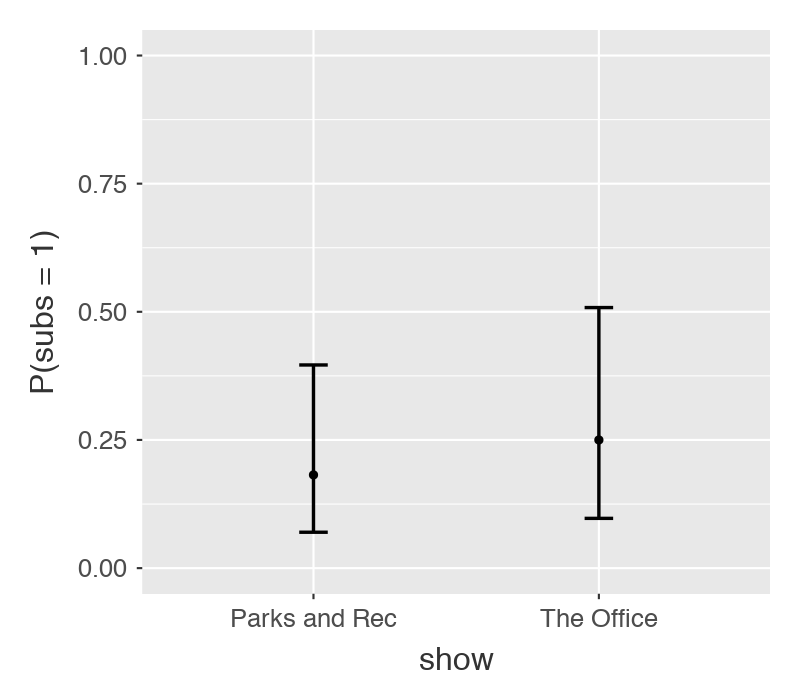 1.00
0.75
0.50
0.25
0.00
P(subs = 1)
Parks and Rec
The Office
show